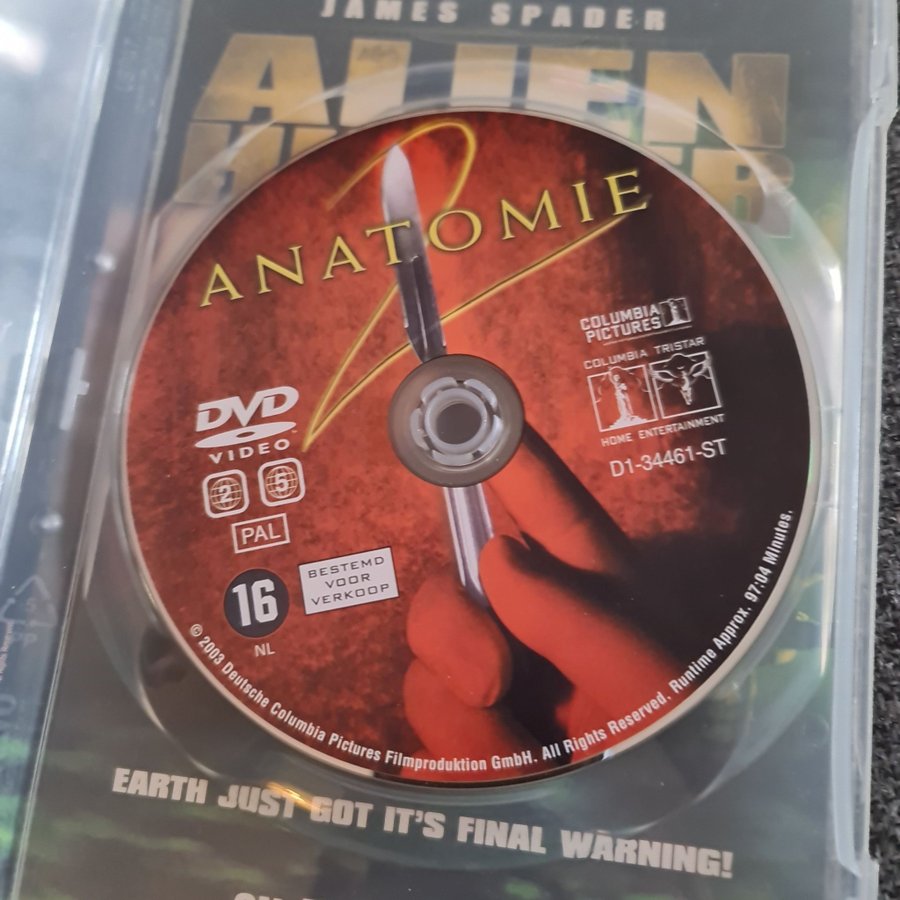 JAMES SPADER
ALIEN
ANATOMIE
2
COLUMBIA
PICTURES
COLUMBIA TRISTAR
HOME ENTERTAINMENT
D1-34461-ST
DVD
VIDEO
2 5
PAL
BESTEMD
VOOR
VERKOOP
16
NL
© 2003 Deutsche Columbia Pictures Filmproduktion GmbH. All Rights Reserved. Runtime Approx. 97:04 Minutes.
EARTH JUST GOT IT'S FINAL WARNING!